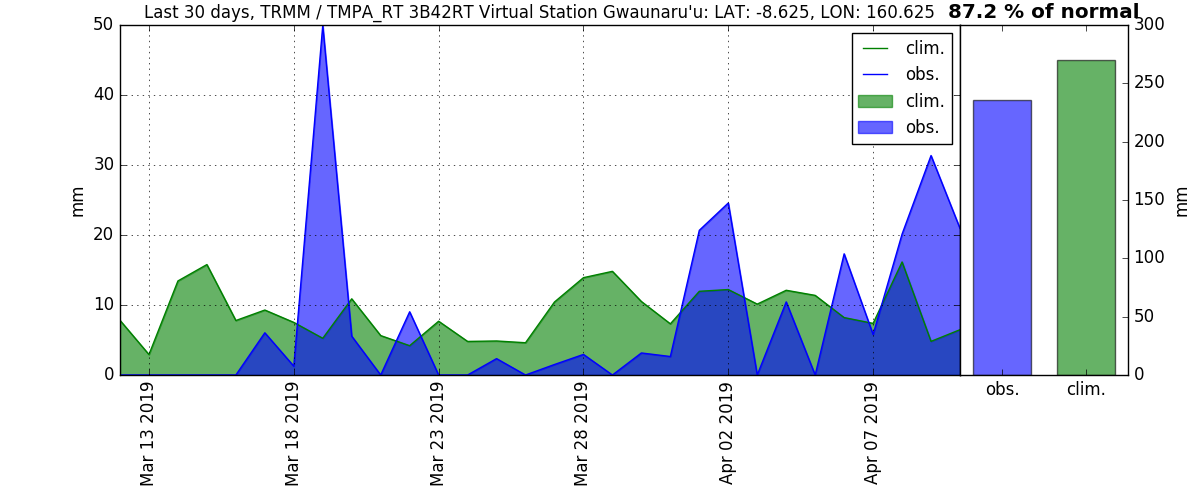 Last 30 days, TRMM / TMPA_RT 3B42RT Virtual Station Gwaunaru'u: LAT: -8.625, LON: 160.625
87.2 % of normal
50
40
30
20
10
0
mm
clim.
obs.
clim.
obs.
Mar 13 2019
Mar 18 2019
Mar 23 2019
Mar 28 2019
Apr 02 2019
Apr 07 2019
300
250
200
150
100
50
0
mm
obs.
clim.